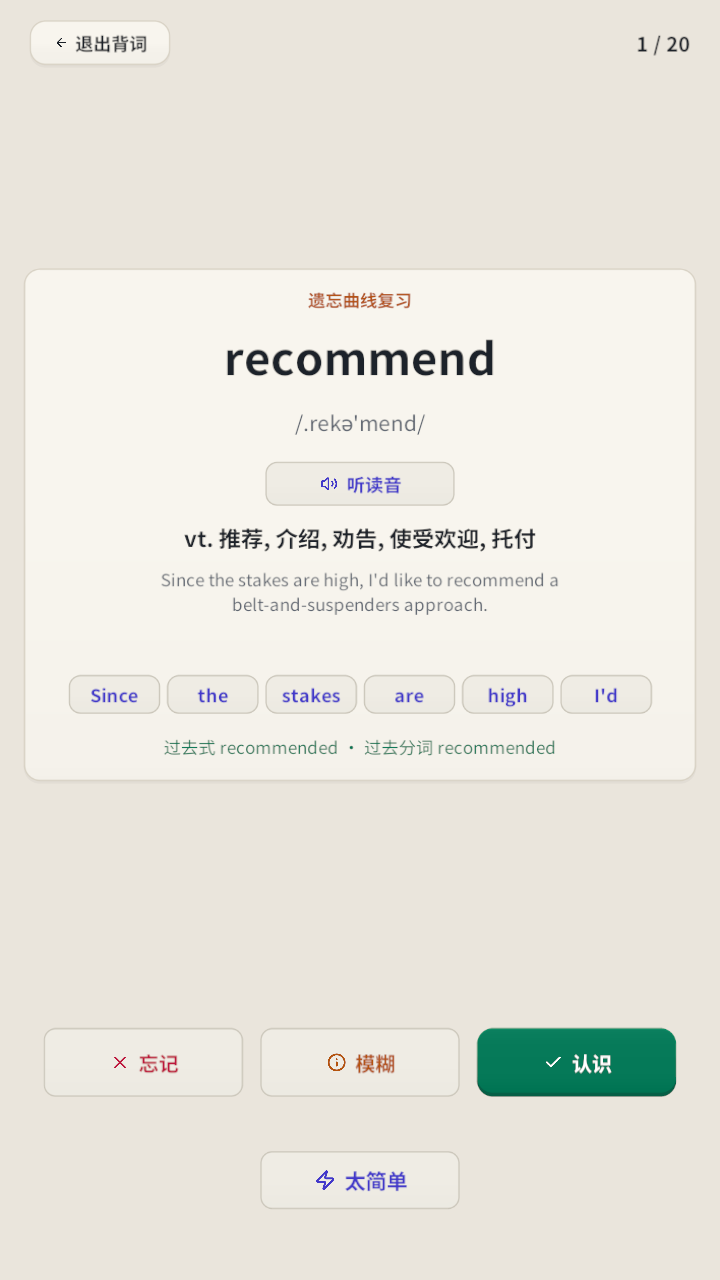 退出背词
1 / 20
遗忘曲线复习
recommend
/.rekə'mend/
听读音
vt. 推荐, 介绍, 劝告, 使受欢迎, 托付
Since the stakes are high, I'd like to recommend a
belt-and-suspenders approach.
Since the stakes are high I'd
过去式 recommended · 过去分词 recommended
忘记 模糊 认识
太简单